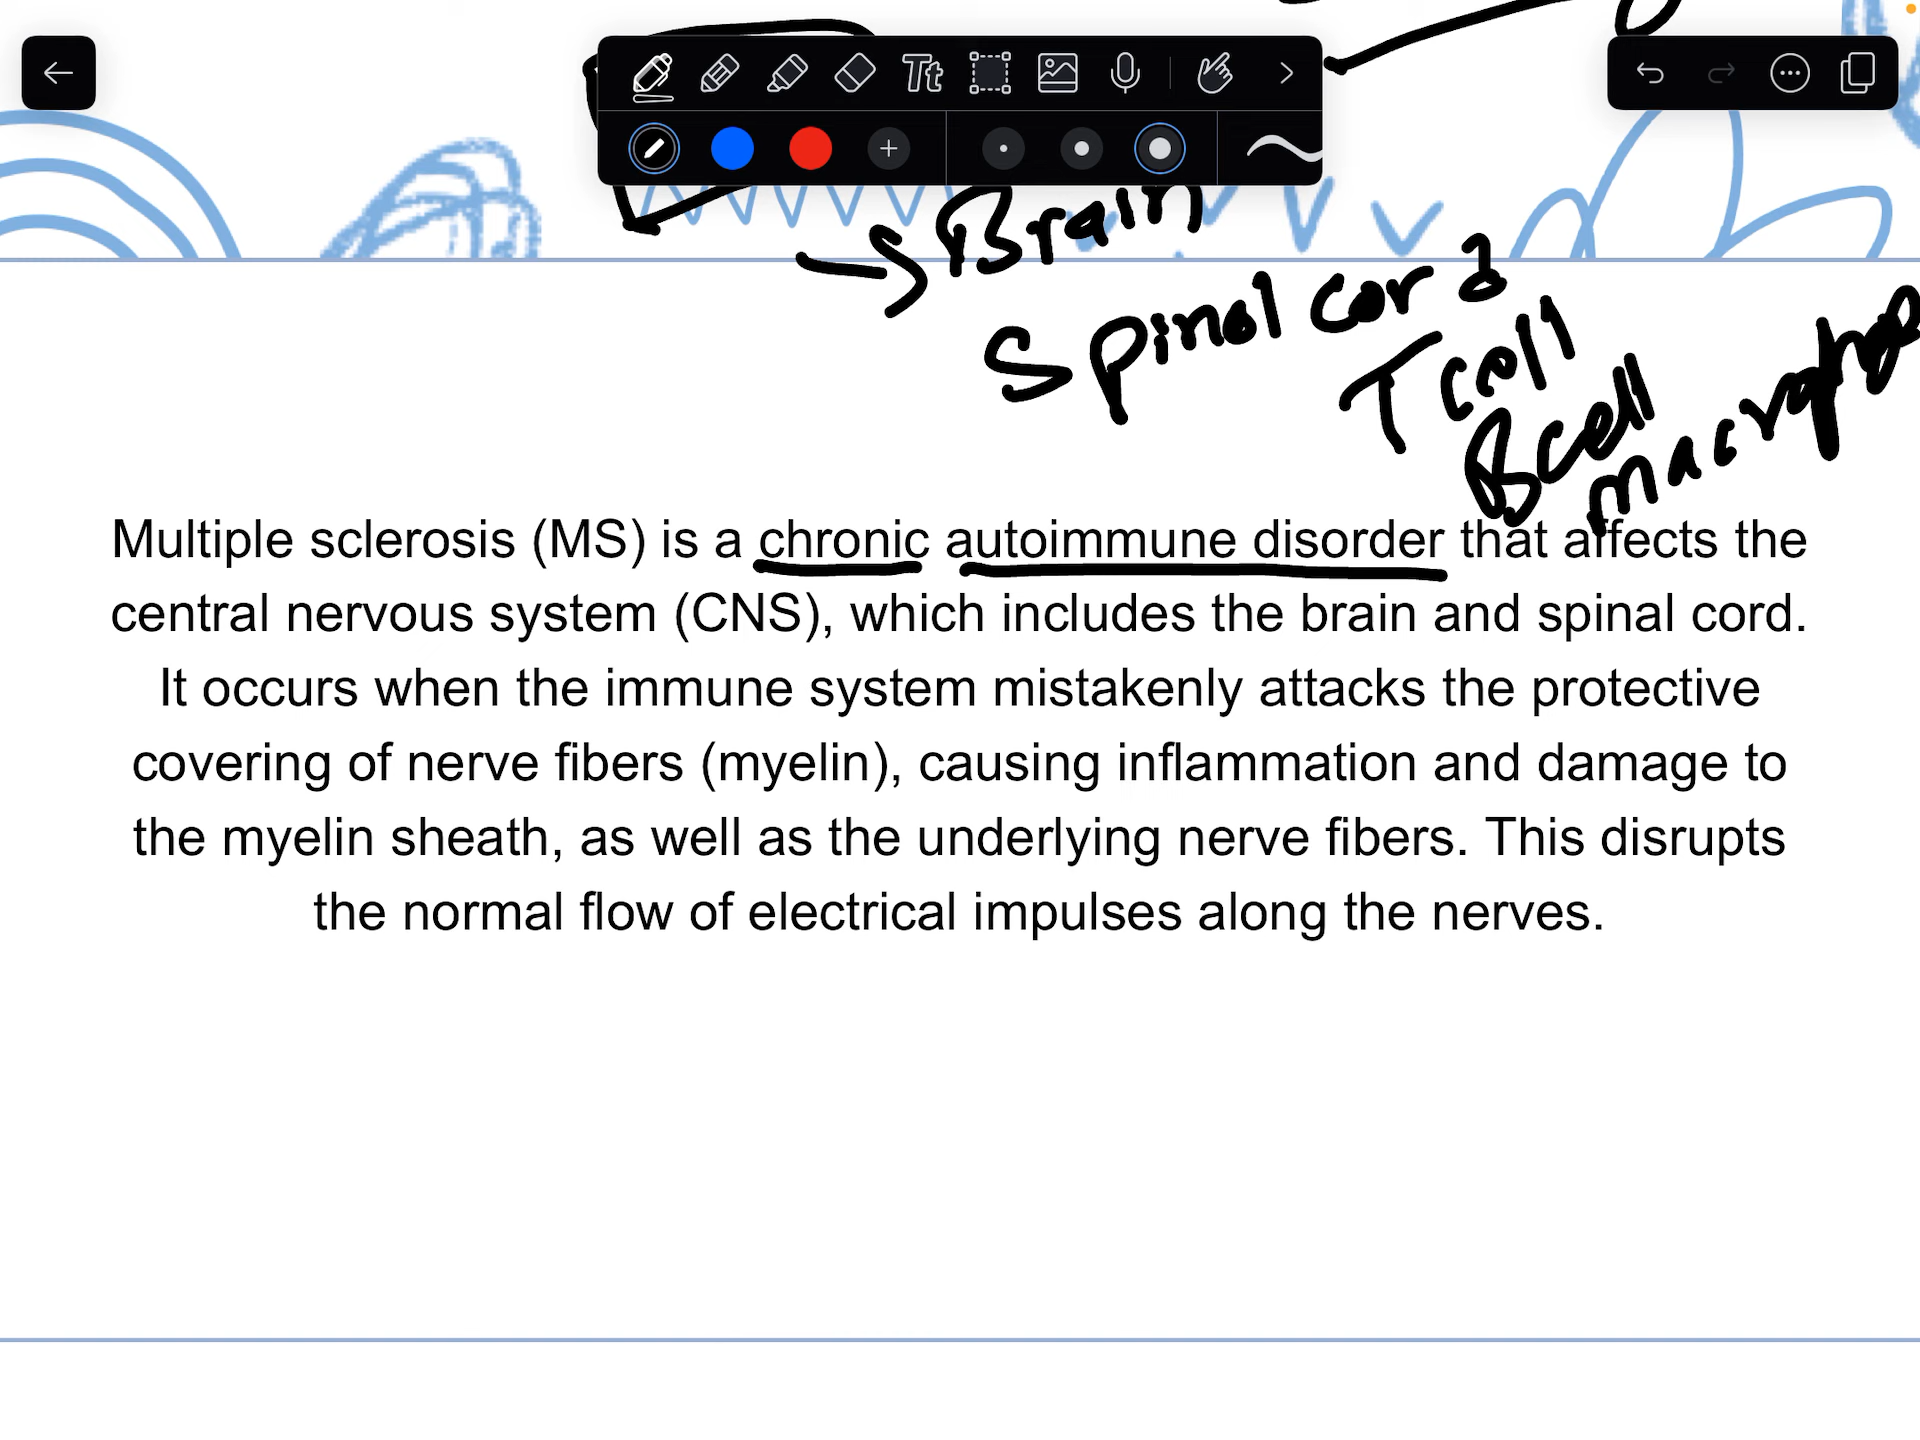 Tt
Brain
Spinal cord
T cell
B cell
Multiple sclerosis (MS) is a chronic autoimmune disorder that affects the
central nervous system (CNS), which includes the brain and spinal cord.
It occurs when the immune system mistakenly attacks the protective
covering of nerve fibers (myelin), causing inflammation and damage to
the myelin sheath, as well as the underlying nerve fibers. This disrupts
the normal flow of electrical impulses along the nerves.